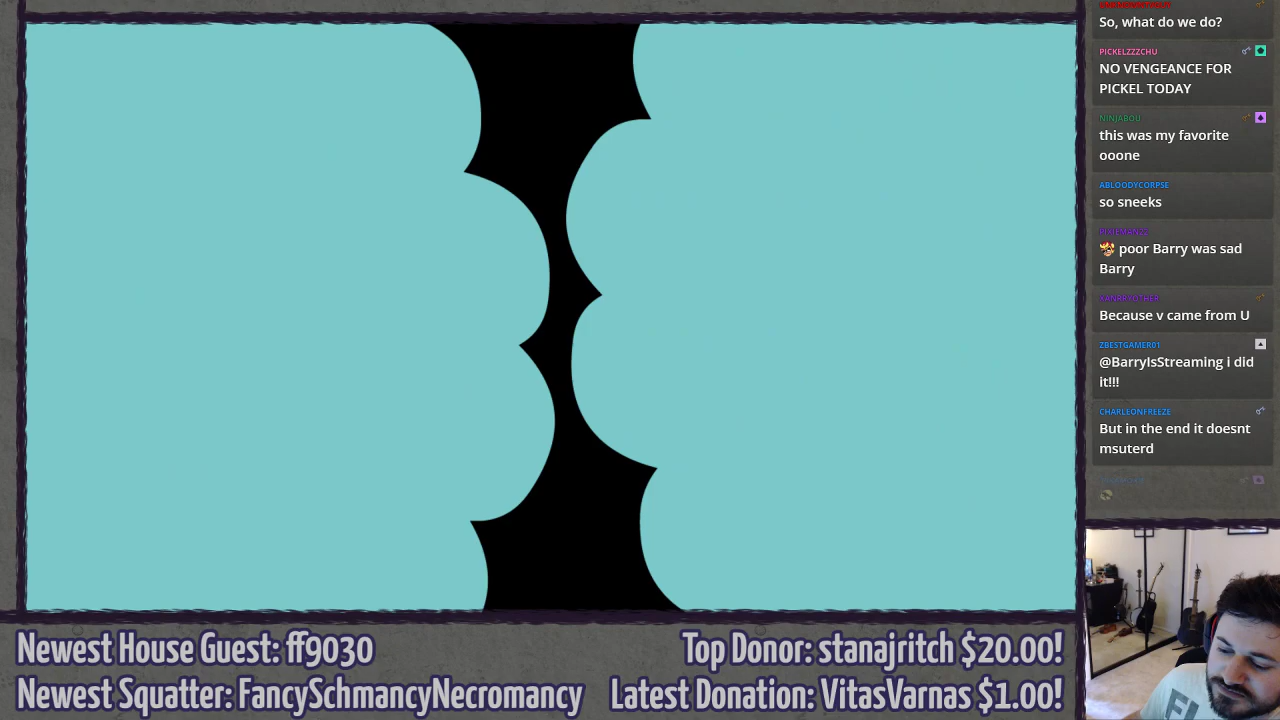 So, what do we do?
PICKELZZZCHU
NO VENGEANCE FOR
PICKEL TODAY
NINJABOU
this was my favorite
ooone
ABLOODYCORPSE
so sneeks
poor Barry was sad
Barry
Because v came from U
ZBESTGAMER01
@BarryIsStreaming i did
it!!!
CHARLEONFREEZE
But in the end it doesnt
msuterd
Newest House Guest: ff9030
Top Donor: stanajritch $20.00!
Newest Squatter: FancySchmancyNecromancy
Latest Donation: VitasVarnas $1.00!